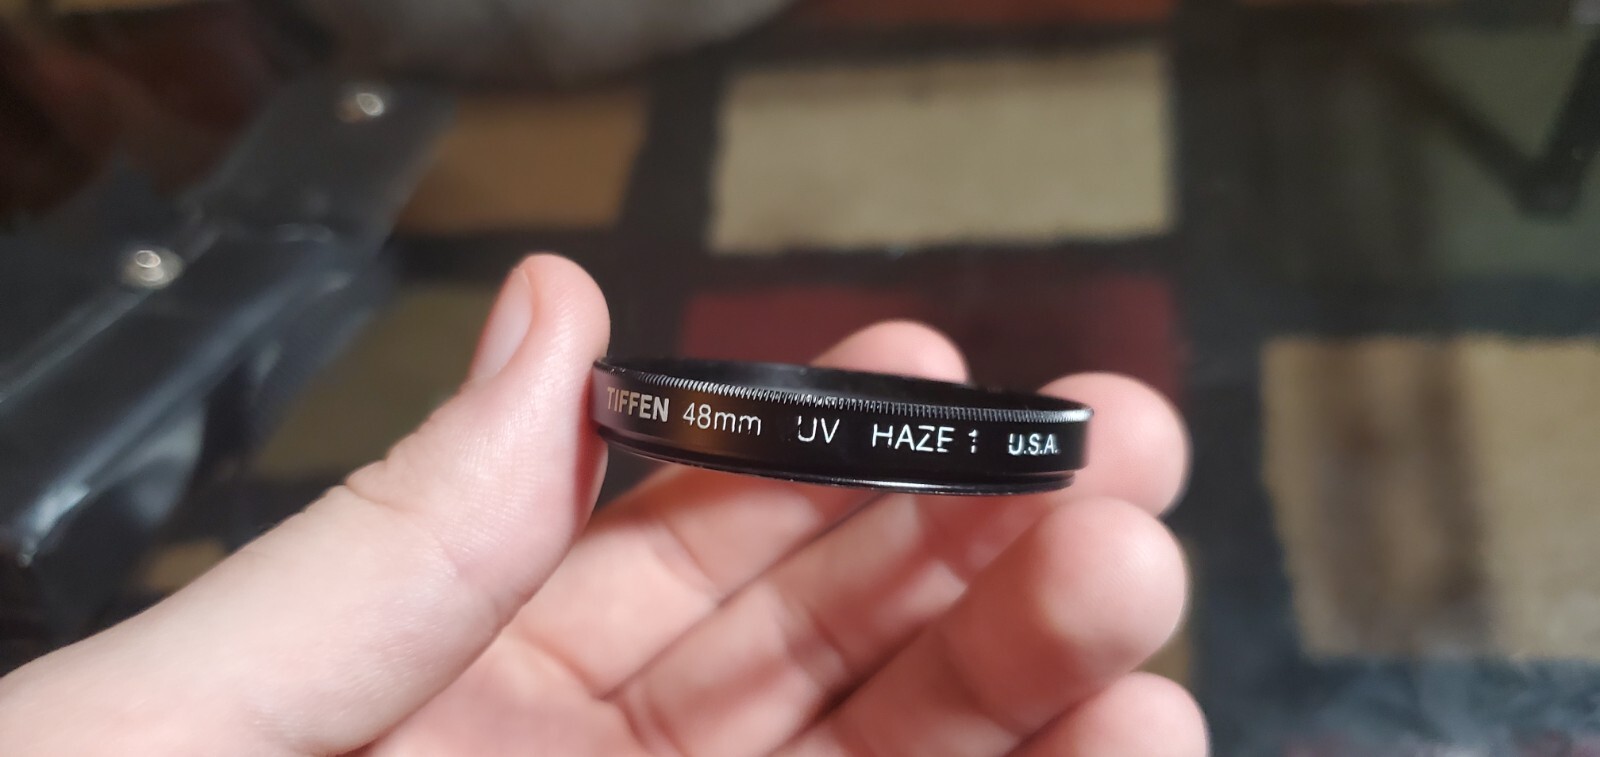 TIFFEN 48mm UV HAZE 1 U.S.A.